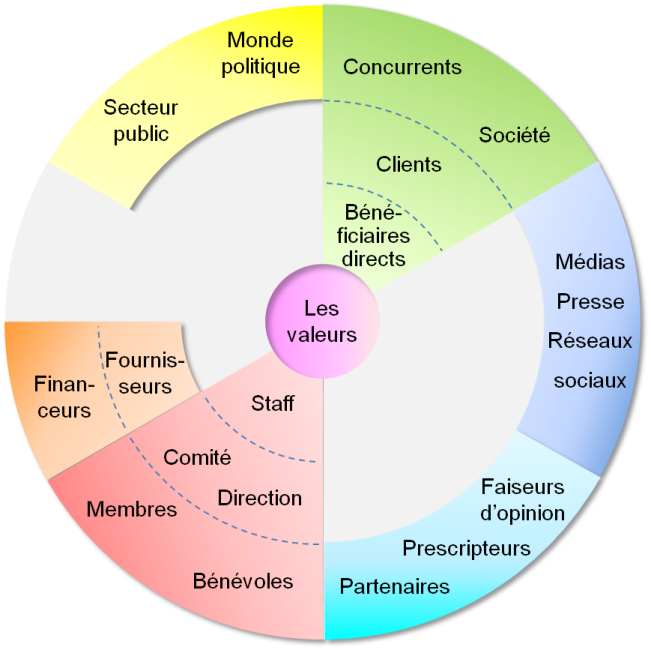 Monde
politique
Secteur
public
Concurrents
Société
Clients
Béné-
ficiaires
directs
Médias
Presse
Réseaux
sociaux
Les
valeurs
Fournis-
seurs
Finan-
ceurs
Staff
Comité
Direction
Membres
Bénévoles
Faiseurs
d'opinion
Prescripteurs
Partenaires